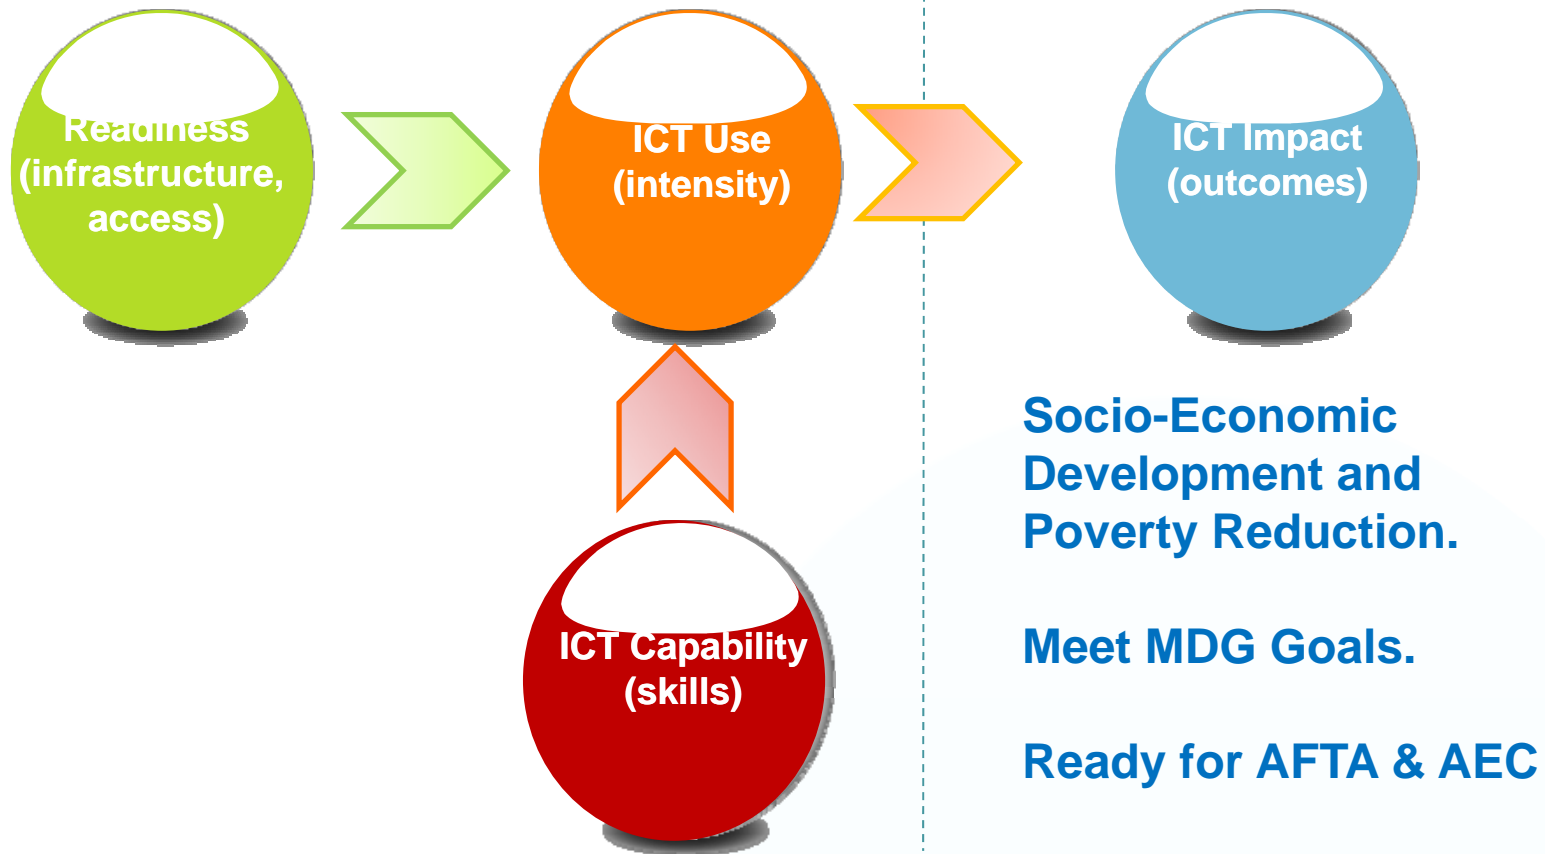 Readiness
(infrastructure,
access)
ICT Use
(intensity)
ICT Impact
(outcomes)
ICT Capability
(skills)
Socio-Economic
Development and
Poverty Reduction.
Meet MDG Goals.
Ready for AFTA & AEC